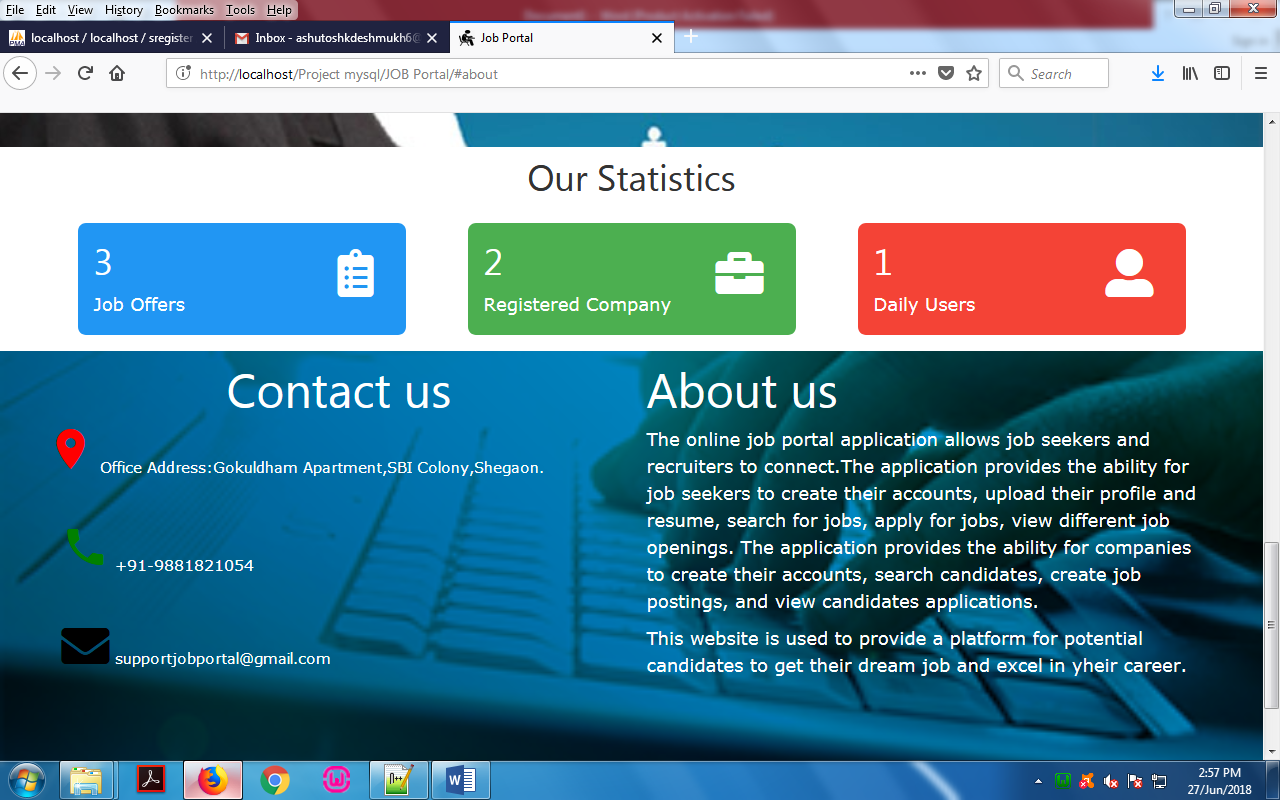 File Edit View History Bookmarks Tools Help
localhost / localhost / sregister
Inbox - ashutoshkdeshmukh6@
Job Portal
http://localhost/Project mysql/JOB Portal/#about
Search
Our Statistics
3
Job Offers
2
Registered Company
1
Daily Users
Contact us
Office Address:Gokuldham Apartment,SBI Colony,Shegaon.
+91-9881821054
supportjobportal@gmail.com
About us
The online job portal application allows job seekers and
recruiters to connect.The application provides the ability for
job seekers to create their accounts, upload their profile and
resume, search for jobs, apply for jobs, view different job
openings. The application provides the ability for companies
to create their accounts, search candidates, create job
postings, and view candidates applications.
This website is used to provide a platform for potential
candidates to get their dream job and excel in yheir career.
2:57 PM
27/Jun/2018